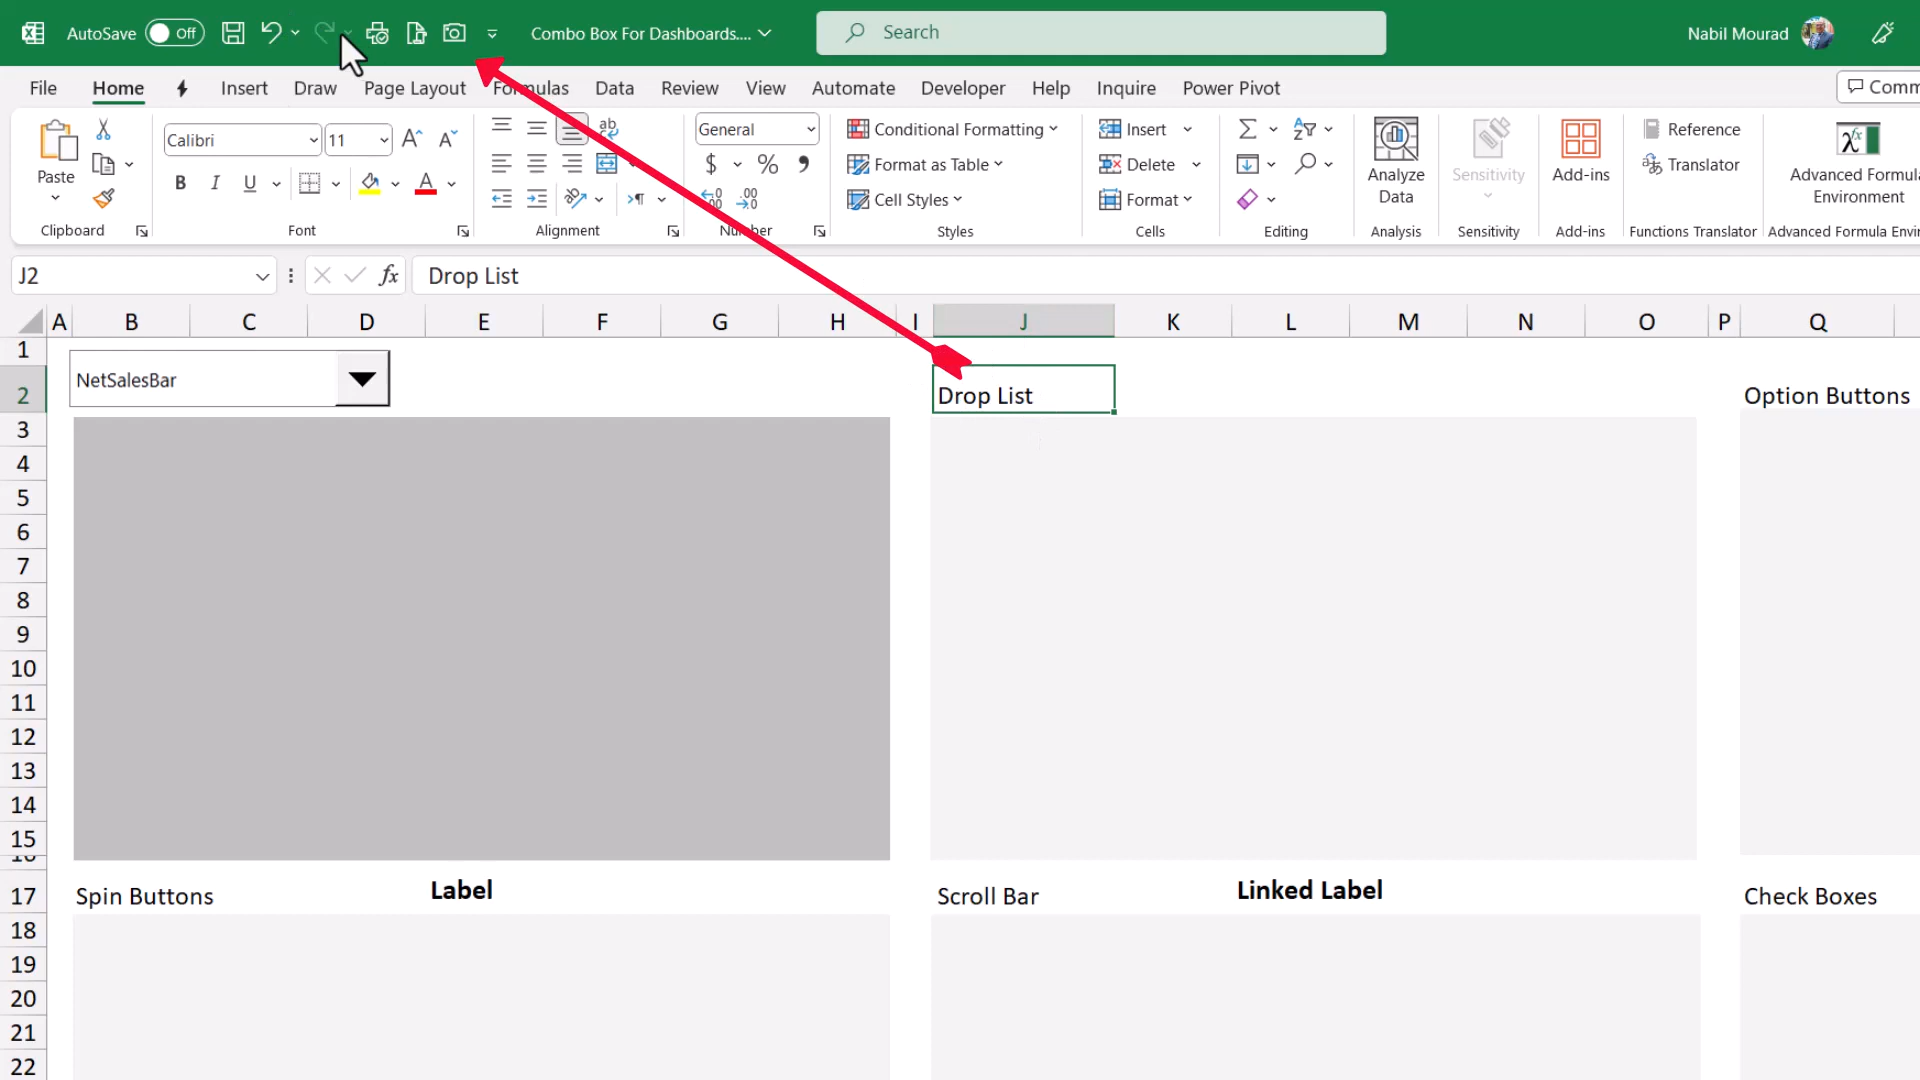 AutoSave Off Combo Box For Dashboards.... Search Nabil Mourad
File Home Insert Draw Page Layout Formulas Data Review View Automate Developer Help Inquire Power Pivot Comm
Paste
Calibri 11
B I U A
ab
General
$ % ,
Conditional Formatting
Format as Table
Cell Styles
Insert
Delete
Format
Analyze
Data
Sensitivity
Add-ins
Reference
Translator
Advanced Formula
Environment
Clipboard Font Alignment Number Styles Cells Editing Analysis Sensitivity Add-ins Functions Translator Advanced Formula Envir
J2 fx Drop List
A B C D E F G H I J K L M N O P Q
1
NetSalesBar
2 Drop List Option Buttons
3
4
5
6
7
8
9
10
11
12
13
14
15
16
17 Spin Buttons Label Scroll Bar Linked Label Check Boxes
18
19
20
21
22